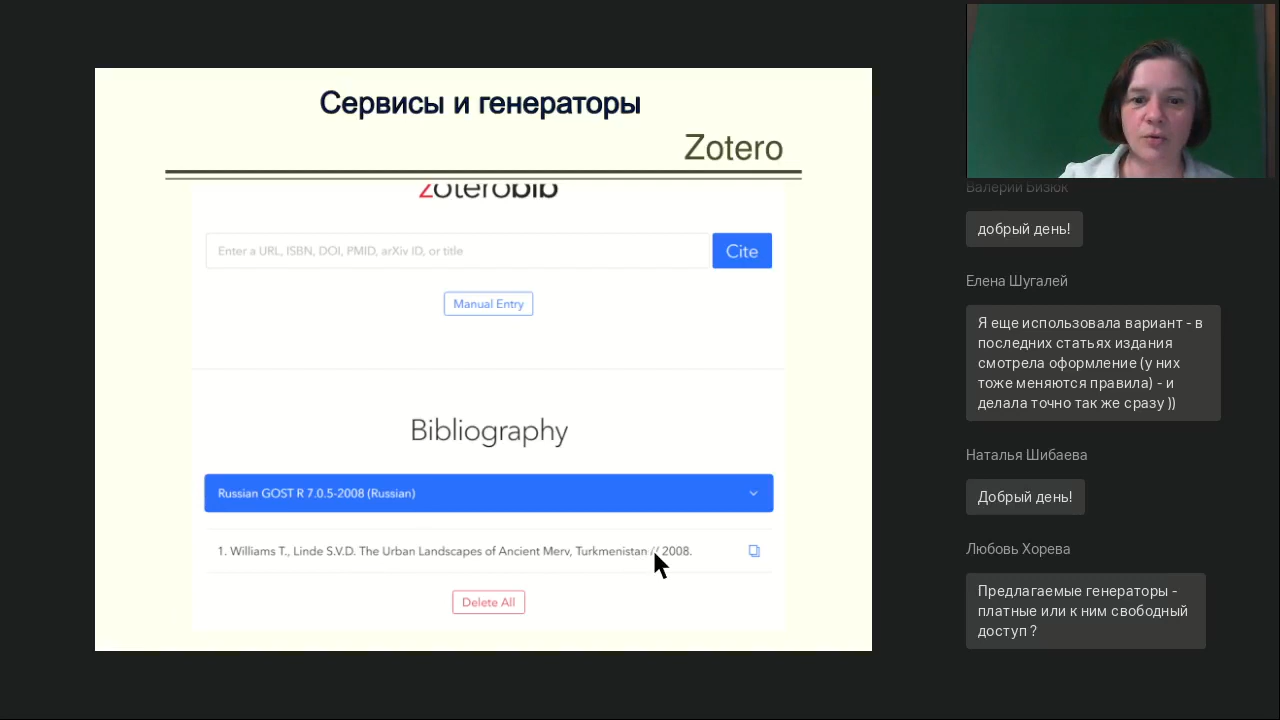 Сервисы и генераторы
Zotero
zoterobib
Enter a URL, ISBN, DOI, PMID, arXiv ID, or title
Cite
Manual Entry
Bibliography
Russian GOST R 7.0.5-2008 (Russian)
1. Williams T., Linde S.V.D. The Urban Landscapes of Ancient Merv, Turkmenistan // 2008.
Delete All
Валерий Бизюк
добрый день!
Елена Шугалей
Я еще использовала вариант - в
последних статьях издания
смотрела оформление (у них
тоже меняются правила) - и
делала точно так же сразу ))
Наталья Шибаева
Добрый день!
Любовь Хорева
Предлагаемые генераторы -
платные или к ним свободный
доступ ?